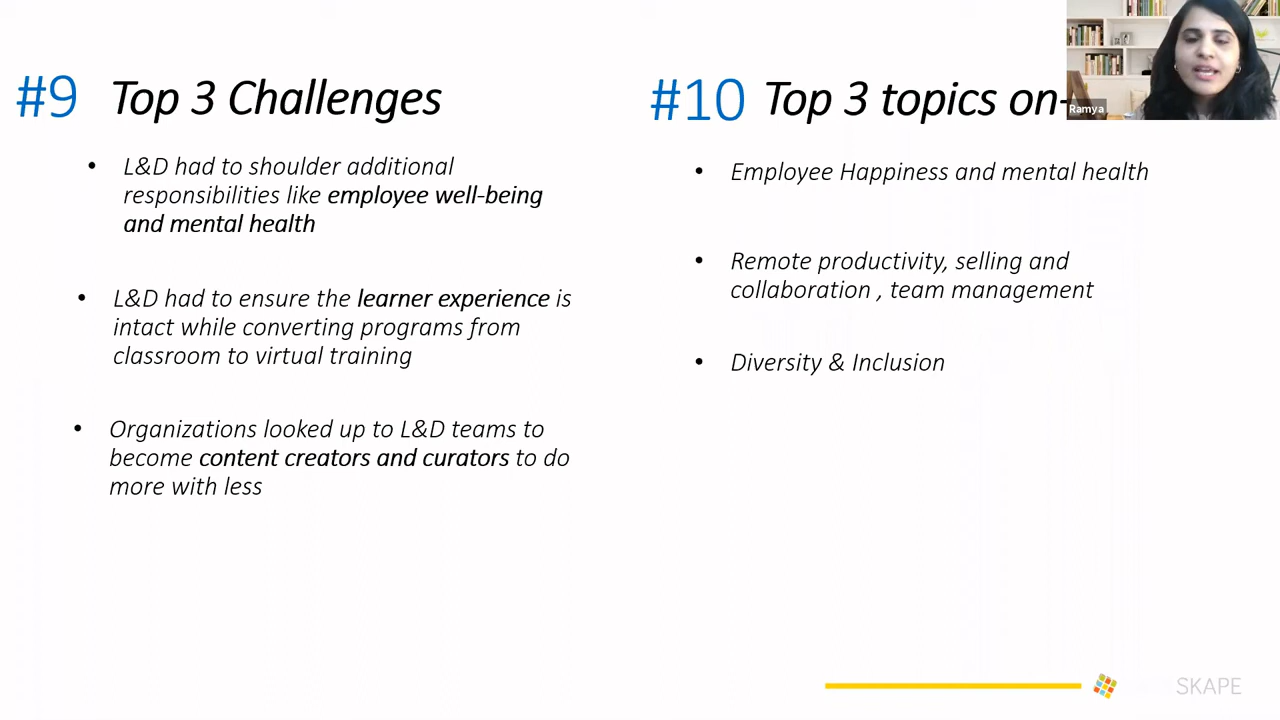 #9 Top 3 Challenges
• L&D had to shoulder additional
responsibilities like employee well-being
and mental health
• L&D had to ensure the learner experience is
intact while converting programs from
classroom to virtual training
• Organizations looked up to L&D teams to
become content creators and curators to do
more with less
#10 Top 3 topics on-
Ramya
• Employee Happiness and mental health
• Remote productivity, selling and
collaboration , team management
• Diversity & Inclusion
SKAPE